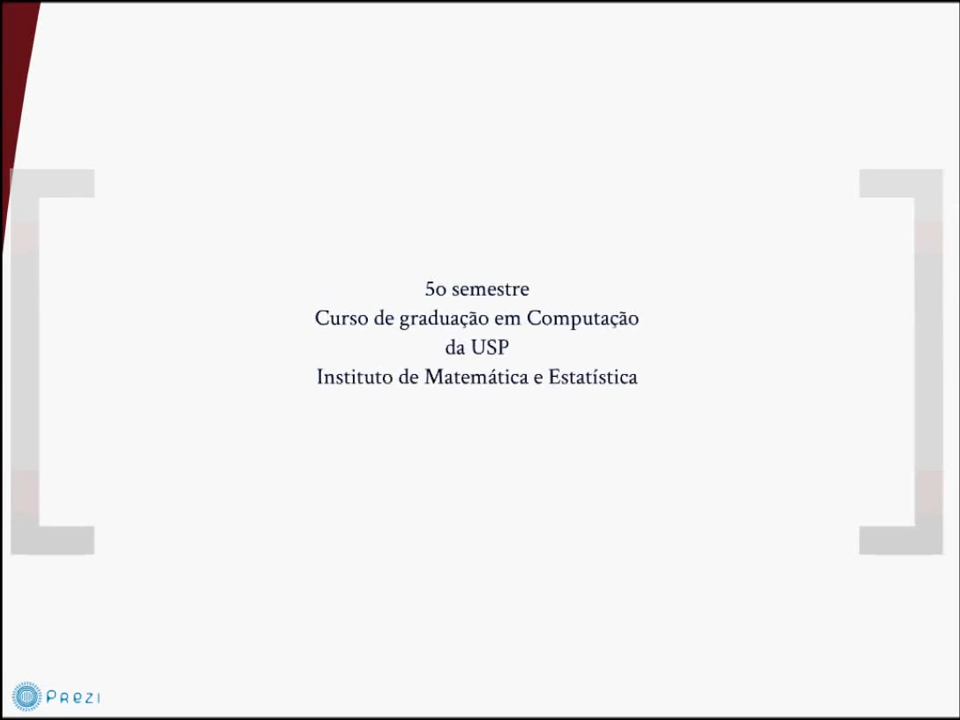 5o semestre
Curso de graduação em Computação
da USP
Instituto de Matemática e Estatística
Prezi